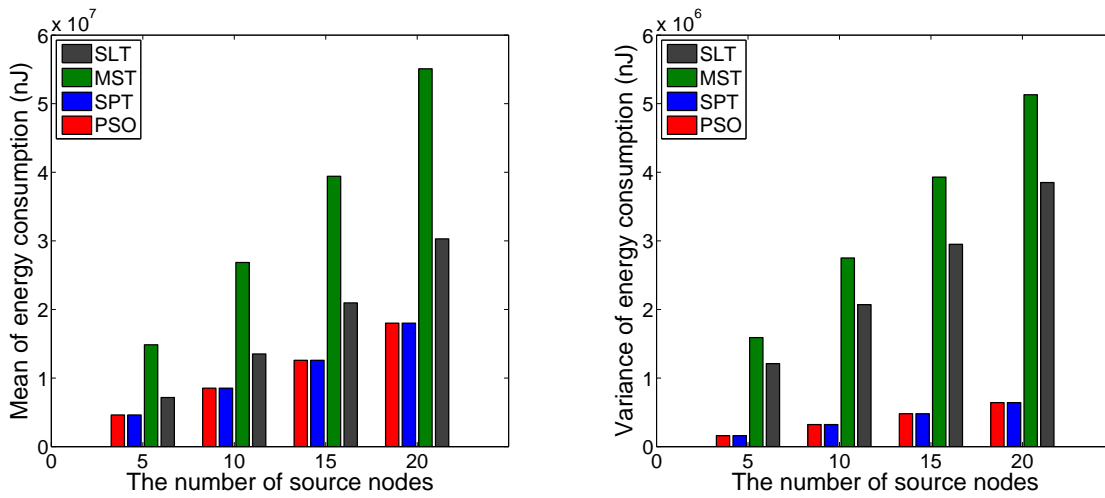 x 10^7
6
5
4
3
2
1
0
Mean of energy consumption (nJ)
SLT
MST
SPT
PSO
0 5 10 15 20
The number of source nodes
x 10^6
6
5
4
3
2
1
0
Variance of energy consumption (nJ)
SLT
MST
SPT
PSO
0 5 10 15 20
The number of source nodes